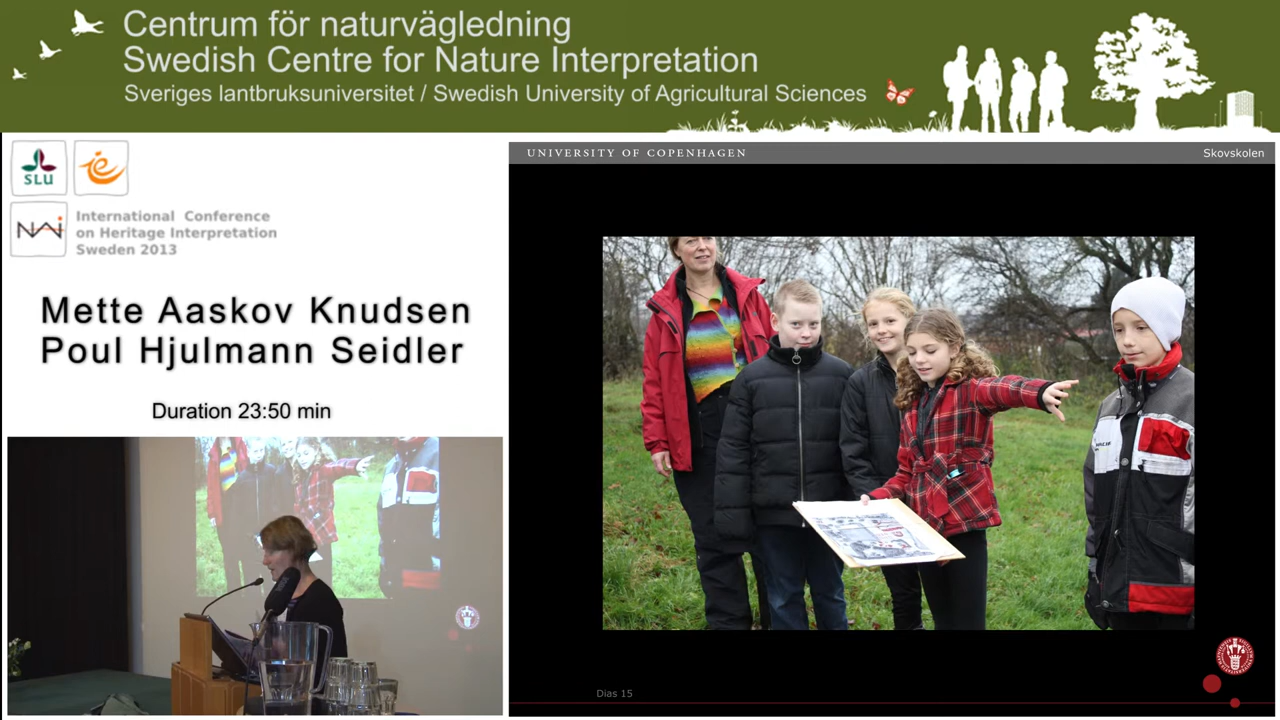 Centrum för naturvägledning
Swedish Centre for Nature Interpretation
Sveriges lantbruksuniversitet / Swedish University of Agricultural Sciences
SLU
NAI
International Conference
on Heritage Interpretation
Sweden 2013
Mette Aaskov Knudsen
Poul Hjulmann Seidler
Duration 23:50 min
UNIVERSITY OF COPENHAGEN
Skovskolen
Dias 15